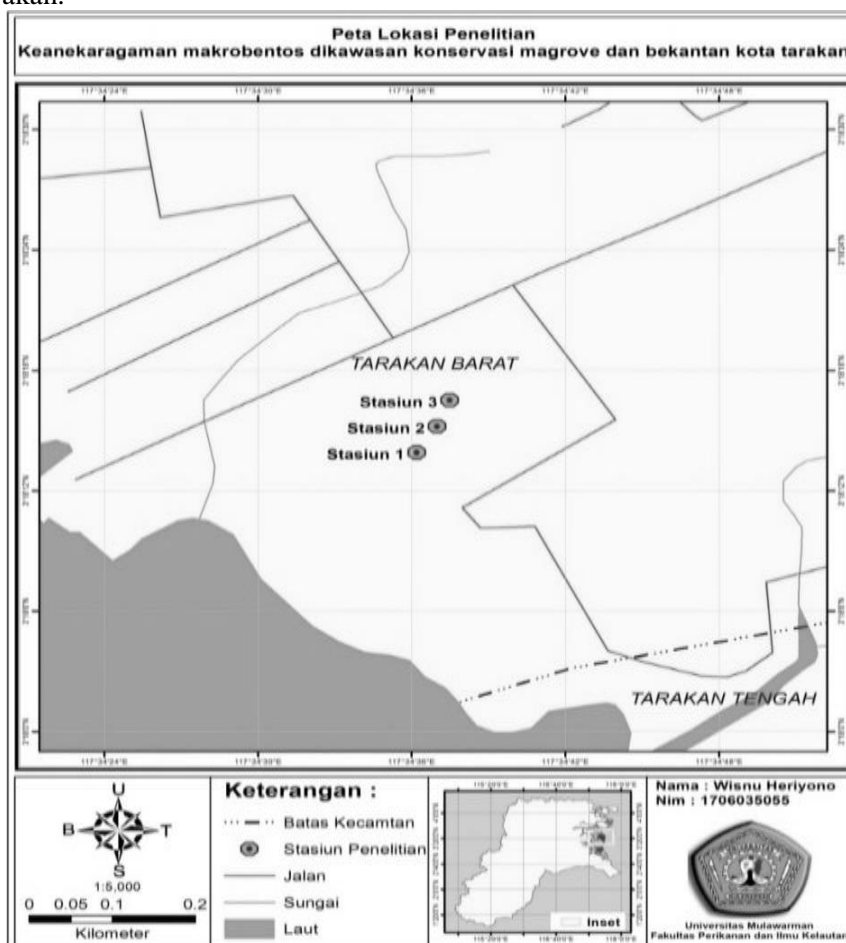 akan.
Peta Lokasi Penelitian
Keanekaragaman makrobentos dikawasan konservasi magrove dan bekantan kota tarakan
117°34'24"E 117°34'30"E 117°34'36"E 117°34'42"E 117°34'48"E
TARAKAN BARAT
Stasiun 3
Stasiun 2
Stasiun 1
TARAKAN TENGAH
U
B T
S
1:5,000
0 0.05 0.1 0.2
Kilometer
Keterangan :
Batas Kecamtan
Stasiun Penelitian
Jalan
Sungai
Laut
Inset
Nama : Wisnu Heriyono
Nim : 1706035055
Universitas Mulawarman
Fakultas Perikanan dan Ilmu Kelautan